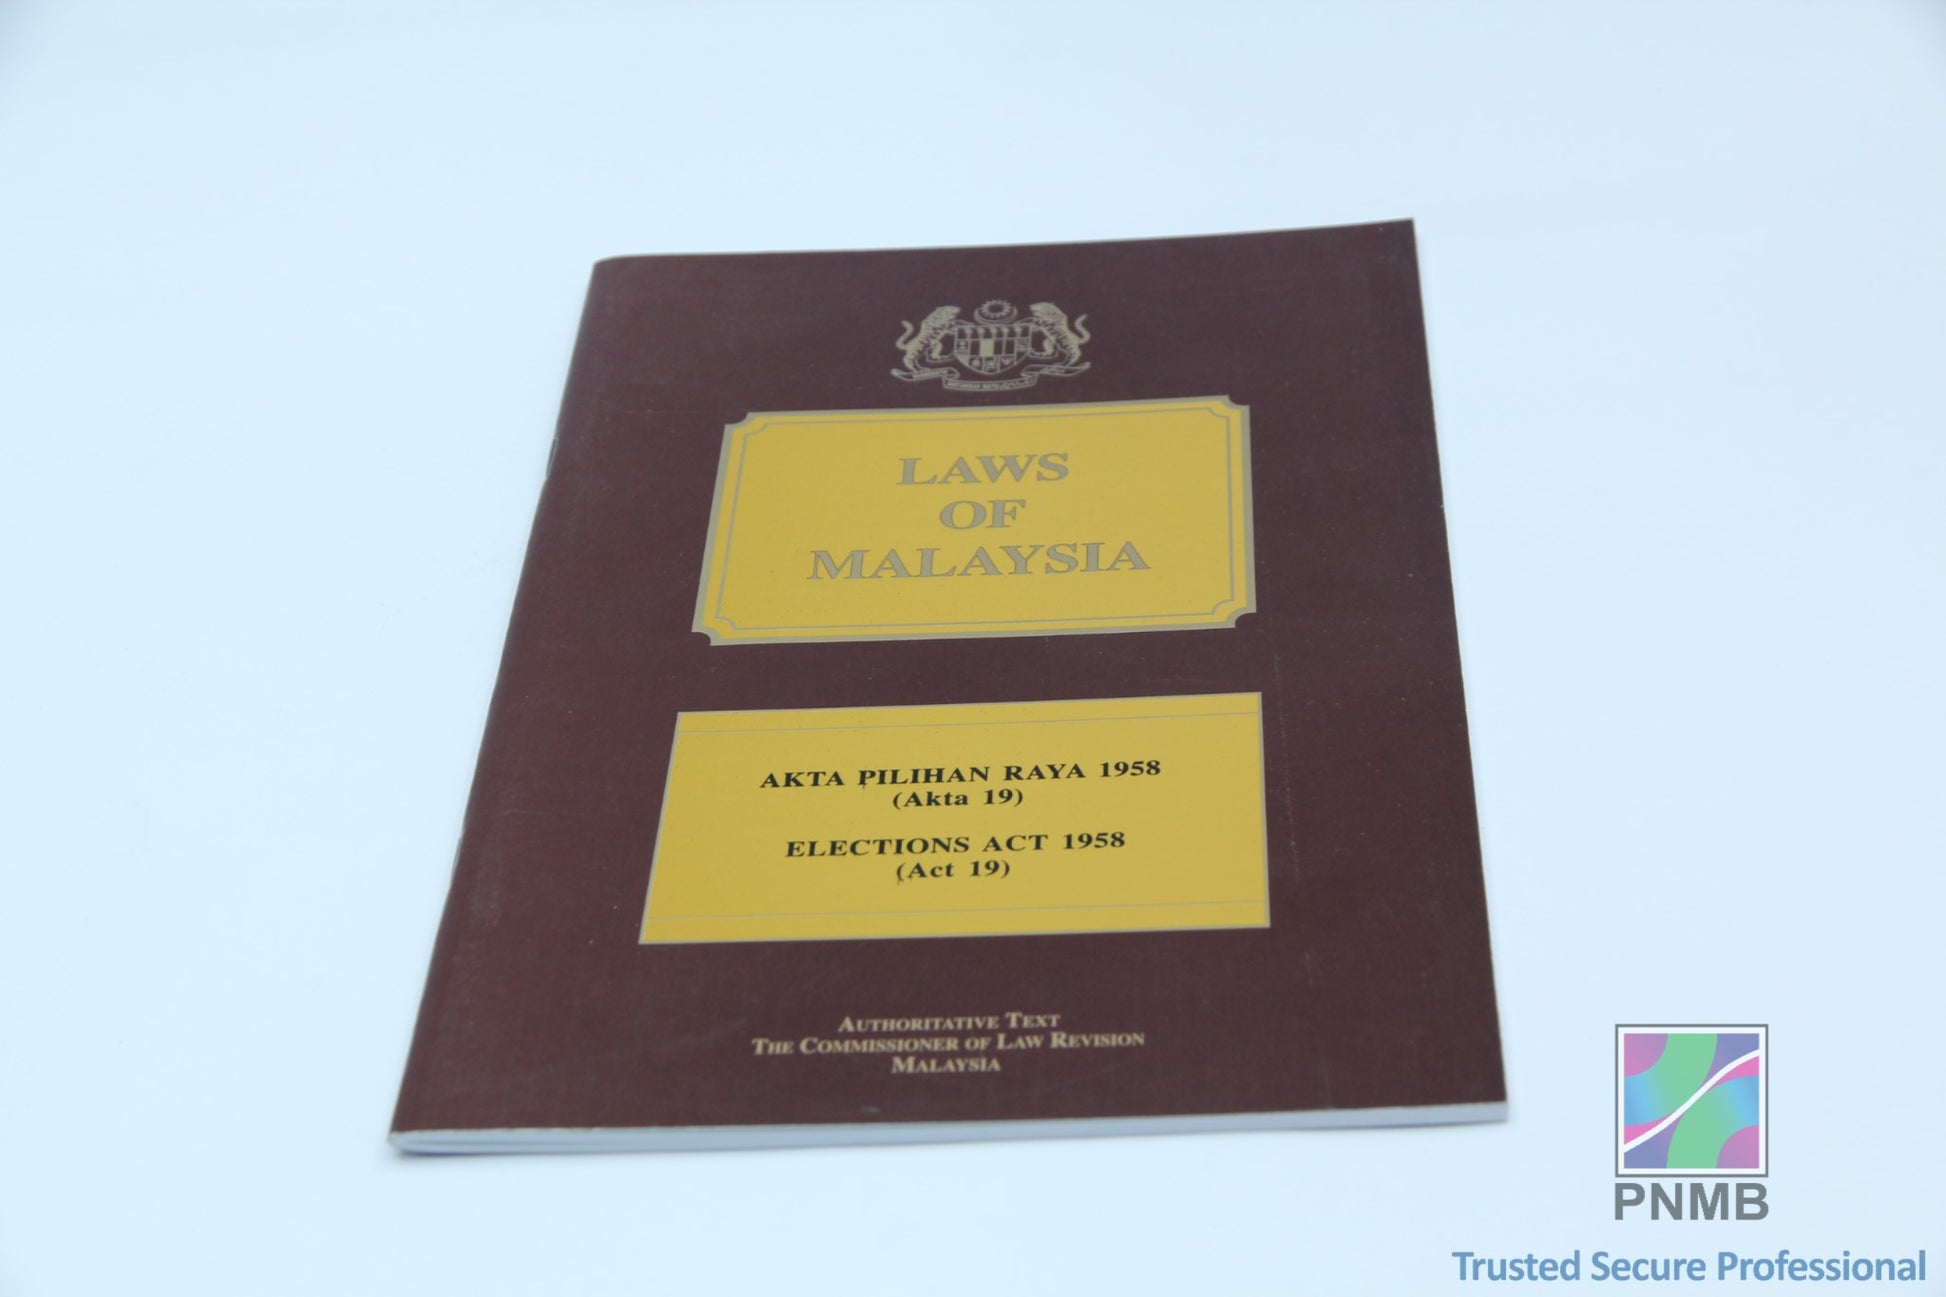 LAWS
OF
MALAYSIA
AKTA PILIHAN RAYA 1958
(Akta 19)
ELECTIONS ACT 1958
(Act 19)
AUTHORITATIVE TEXT
THE COMMISSIONER OF LAW REVISION
MALAYSIA
PNMB
Trusted Secure Professional